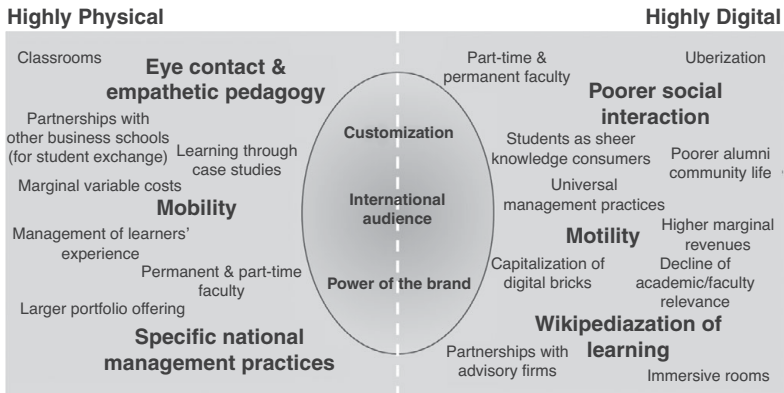 Highly Physical
Highly Digital
Classrooms
Eye contact &
empathetic pedagogy
Partnerships with
other business schools
(for student exchange)
Learning through
case studies
Marginal variable costs
Mobility
Management of learners’
experience
Permanent & part-time
faculty
Larger portfolio offering
Specific national
management practices
Customization
International
audience
Power of the brand
Part-time &
permanent faculty
Uberization
Poorer social
interaction
Students as sheer
knowledge consumers
Poorer alumni
community life
Universal
management practices
Motility
Higher marginal
revenues
Capitalization of
digital bricks
Decline of
academic/faculty
relevance
Wikipediazation of
learning
Partnerships with
advisory firms
Immersive rooms